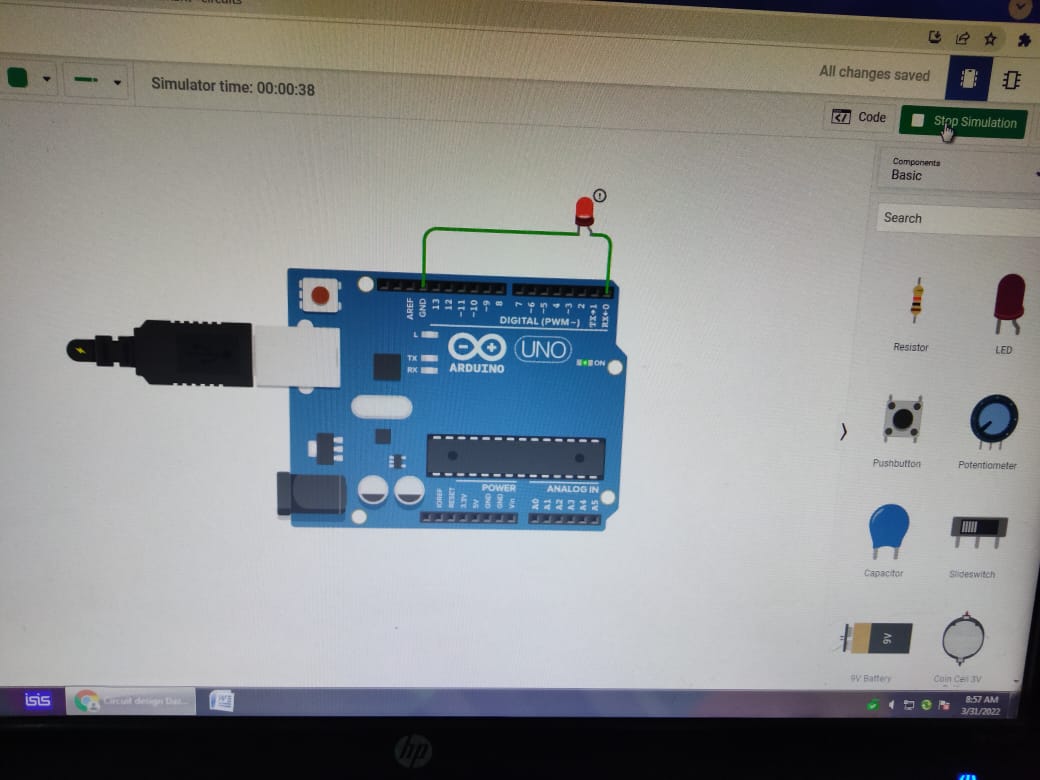 Simulator time: 00:00:38
All changes saved
Code
Stop Simulation
Components
Basic
Search
Resistor
LED
Pushbutton
Potentiometer
Capacitor
Slideswitch
9V
9V Battery
Coin Cell 3V
AREF
GND
13
12
~11
~10
~9
8
7
~6
~5
4
~3
2
TX→1
RX←0
DIGITAL (PWM~)
L
TX
RX
UNO
ARDUINO
ON
POWER
ANALOG IN
IOREF
RESET
3.3V
5V
GND
GND
Vin
A0
A1
A2
A3
A4
A5
isis
Circuit design Daz...
8:57 AM
3/31/2022
hp